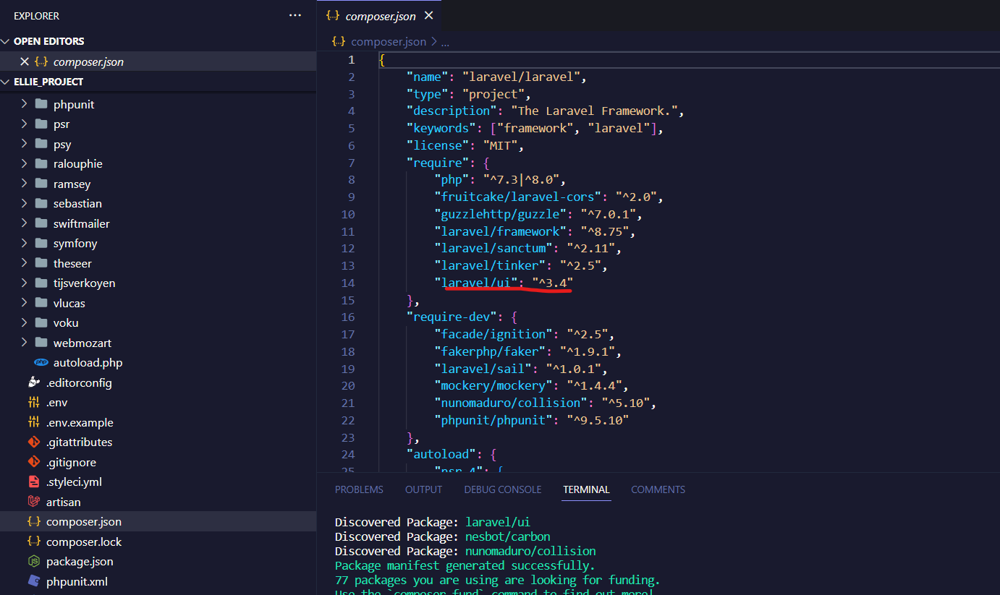 EXPLORER
OPEN EDITORS
composer.json
ELLIE_PROJECT
phpunit
psr
psy
ralouphie
ramsey
sebastian
swiftmailer
symfony
theseer
tijsverkoyen
vlucas
voku
webmozart
php autoload.php
.editorconfig
.env
.env.example
.gitattributes
.gitignore
.styleci.yml
artisan
{..} composer.json
{..} composer.lock
package.json
phpunit.xml
{..} composer.json
{..} composer.json > ...
1 {
2 "name": "laravel/laravel",
3 "type": "project",
4 "description": "The Laravel Framework.",
5 "keywords": ["framework", "laravel"],
6 "license": "MIT",
7 "require": {
8 "php": "^7.3|^8.0",
9 "fruitcake/laravel-cors": "^2.0",
10 "guzzlehttp/guzzle": "^7.0.1",
11 "laravel/framework": "^8.75",
12 "laravel/sanctum": "^2.11",
13 "laravel/tinker": "^2.5",
14 "laravel/ui": "^3.4"
15 },
16 "require-dev": {
17 "facade/ignition": "^2.5",
18 "fakerphp/faker": "^1.9.1",
19 "laravel/sail": "^1.0.1",
20 "mockery/mockery": "^1.4.4",
21 "nunomaduro/collision": "^5.10",
22 "phpunit/phpunit": "^9.5.10"
23 },
24 "autoload": {
25 "psr-4": {
PROBLEMS OUTPUT DEBUG CONSOLE TERMINAL COMMENTS
Discovered Package: laravel/ui
Discovered Package: nesbot/carbon
Discovered Package: nunomaduro/collision
Package manifest generated successfully.
77 packages you are using are looking for funding.
Use the `composer fund` command to find out more!